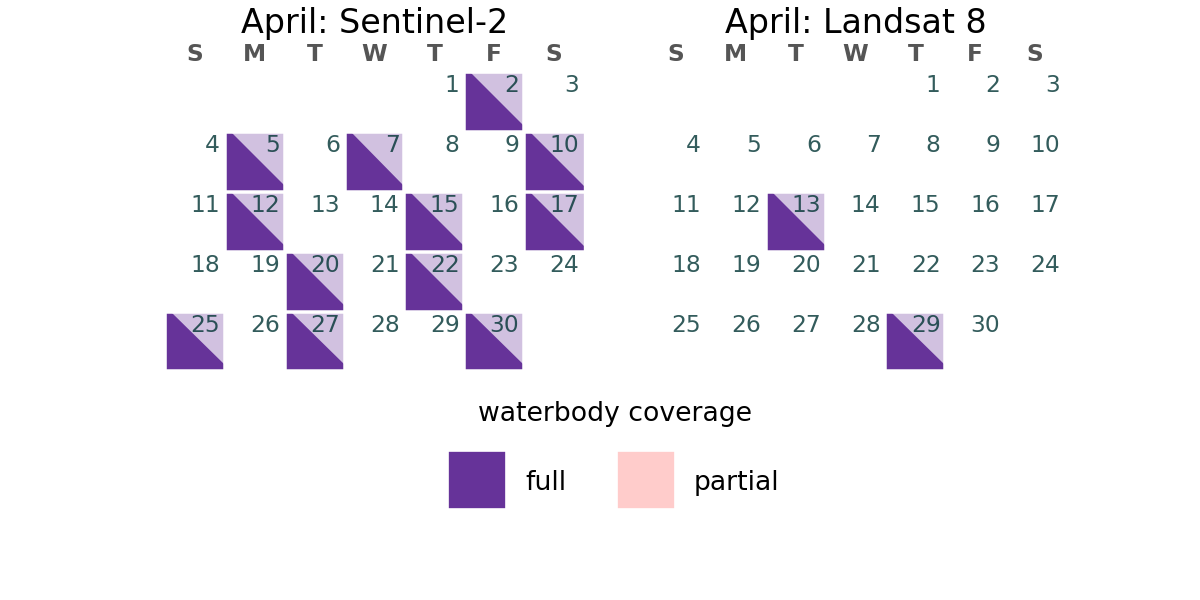 April: Sentinel-2
S M T W T F S
1 2 3
4 5 6 7 8 9 10
11 12 13 14 15 16 17
18 19 20 21 22 23 24
25 26 27 28 29 30
April: Landsat 8
S M T W T F S
1 2 3
4 5 6 7 8 9 10
11 12 13 14 15 16 17
18 19 20 21 22 23 24
25 26 27 28 29 30
waterbody coverage
full partial